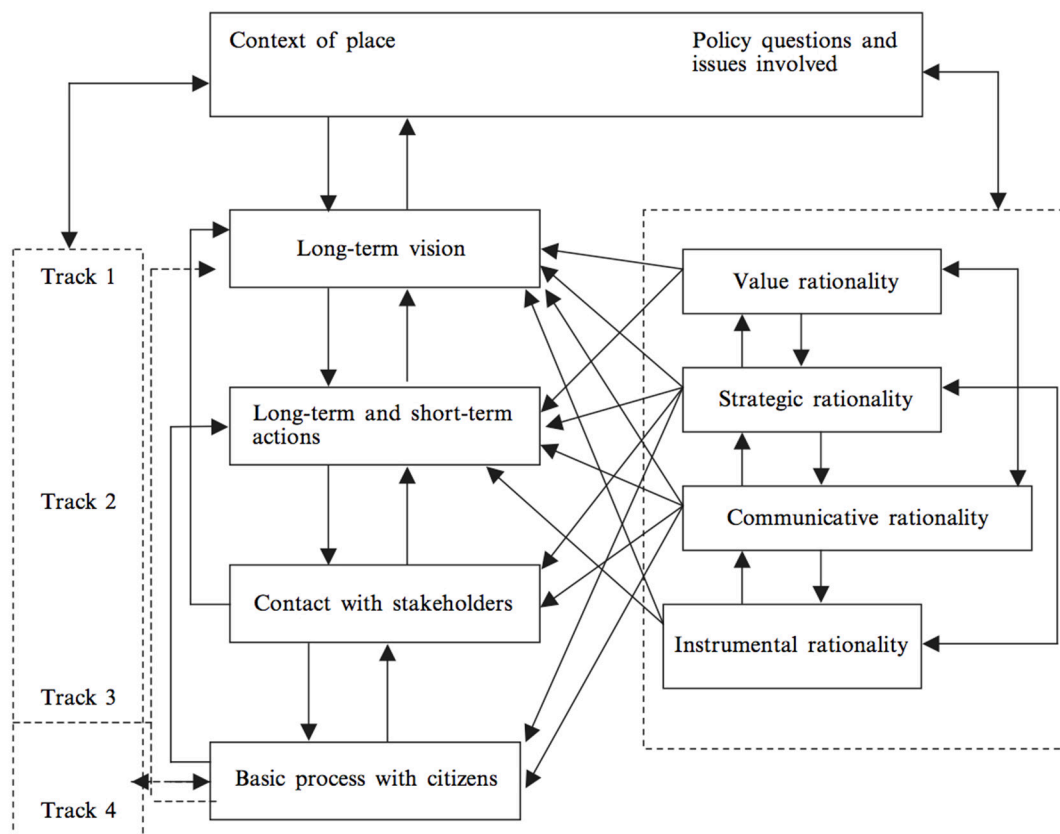 Context of place
Policy questions and
issues involved
Long-term vision
Track 1
Value rationality
Long-term and short-term
actions
Strategic rationality
Track 2
Communicative rationality
Contact with stakeholders
Instrumental rationality
Track 3
Basic process with citizens
Track 4